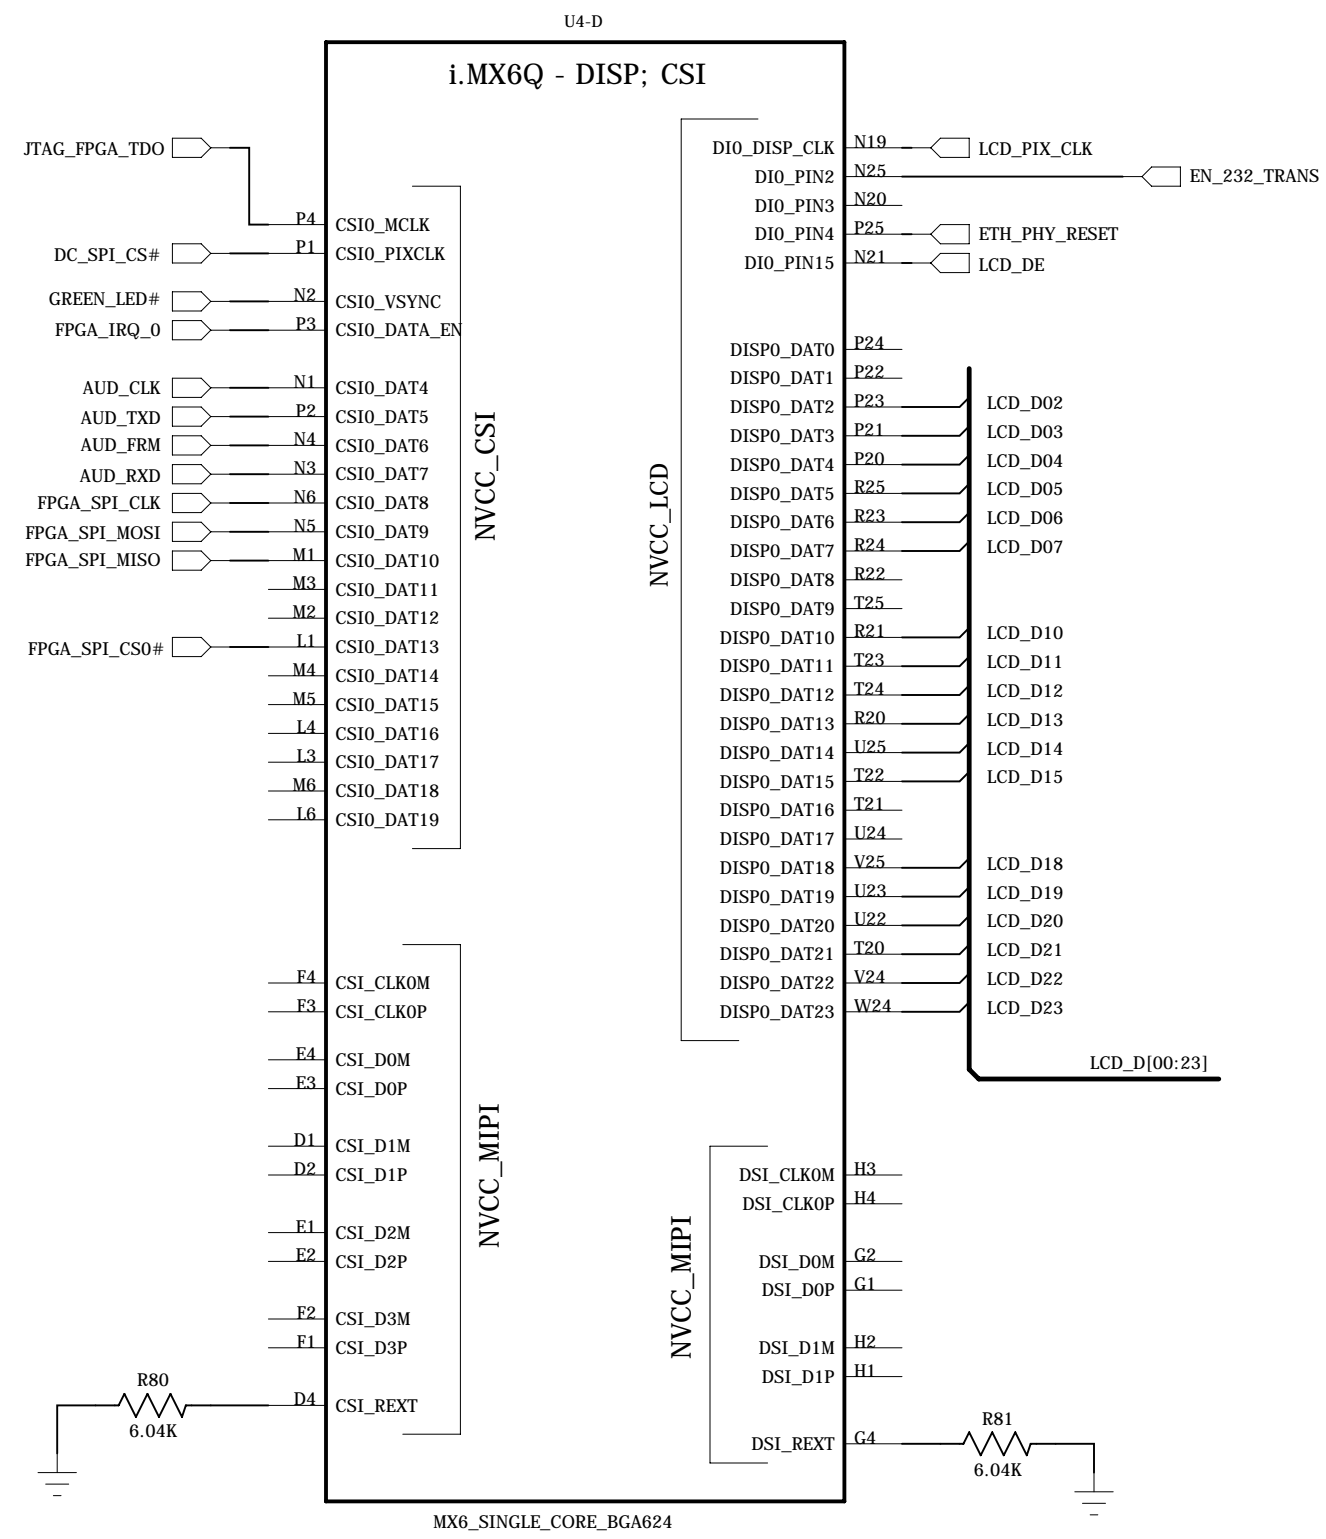 U4-D
i.MX6Q - DISP; CSI
JTAG_FPGA_TDO
P4 CSI0_MCLK
DC_SPI_CS# P1 CSI0_PIXCLK
GREEN_LED# N2 CSI0_VSYNC
FPGA_IRQ_0 P3 CSI0_DATA_EN
AUD_CLK N1 CSI0_DAT4
AUD_TXD P2 CSI0_DAT5
AUD_FRM N4 CSI0_DAT6
AUD_RXD N3 CSI0_DAT7
FPGA_SPI_CLK N6 CSI0_DAT8
FPGA_SPI_MOSI N5 CSI0_DAT9
FPGA_SPI_MISO M1 CSI0_DAT10
M3 CSI0_DAT11
M2 CSI0_DAT12
FPGA_SPI_CS0# L1 CSI0_DAT13
M4 CSI0_DAT14
M5 CSI0_DAT15
L4 CSI0_DAT16
L3 CSI0_DAT17
M6 CSI0_DAT18
L6 CSI0_DAT19
NVCC_CSI
F4 CSI_CLK0M
F3 CSI_CLK0P
E4 CSI_D0M
E3 CSI_D0P
D1 CSI_D1M
D2 CSI_D1P
E1 CSI_D2M
E2 CSI_D2P
F2 CSI_D3M
F1 CSI_D3P
R80
6.04K
D4 CSI_REXT
NVCC_MIPI
DI0_DISP_CLK N19 LCD_PIX_CLK
DI0_PIN2 N25 EN_232_TRANS
DI0_PIN3 N20
DI0_PIN4 P25 ETH_PHY_RESET
DI0_PIN15 N21 LCD_DE
DISP0_DAT0 P24
DISP0_DAT1 P22
DISP0_DAT2 P23 LCD_D02
DISP0_DAT3 P21 LCD_D03
DISP0_DAT4 P20 LCD_D04
DISP0_DAT5 R25 LCD_D05
DISP0_DAT6 R23 LCD_D06
DISP0_DAT7 R24 LCD_D07
DISP0_DAT8 R22
DISP0_DAT9 T25
DISP0_DAT10 R21 LCD_D10
DISP0_DAT11 T23 LCD_D11
DISP0_DAT12 T24 LCD_D12
DISP0_DAT13 R20 LCD_D13
DISP0_DAT14 U25 LCD_D14
DISP0_DAT15 T22 LCD_D15
DISP0_DAT16 T21
DISP0_DAT17 U24
DISP0_DAT18 V25 LCD_D18
DISP0_DAT19 U23 LCD_D19
DISP0_DAT20 U22 LCD_D20
DISP0_DAT21 T20 LCD_D21
DISP0_DAT22 V24 LCD_D22
DISP0_DAT23 W24 LCD_D23
NVCC_LCD
LCD_D[00:23]
DSI_CLK0M H3
DSI_CLK0P H4
DSI_D0M G2
DSI_D0P G1
DSI_D1M H2
DSI_D1P H1
DSI_REXT G4
NVCC_MIPI
R81
6.04K
MX6_SINGLE_CORE_BGA624